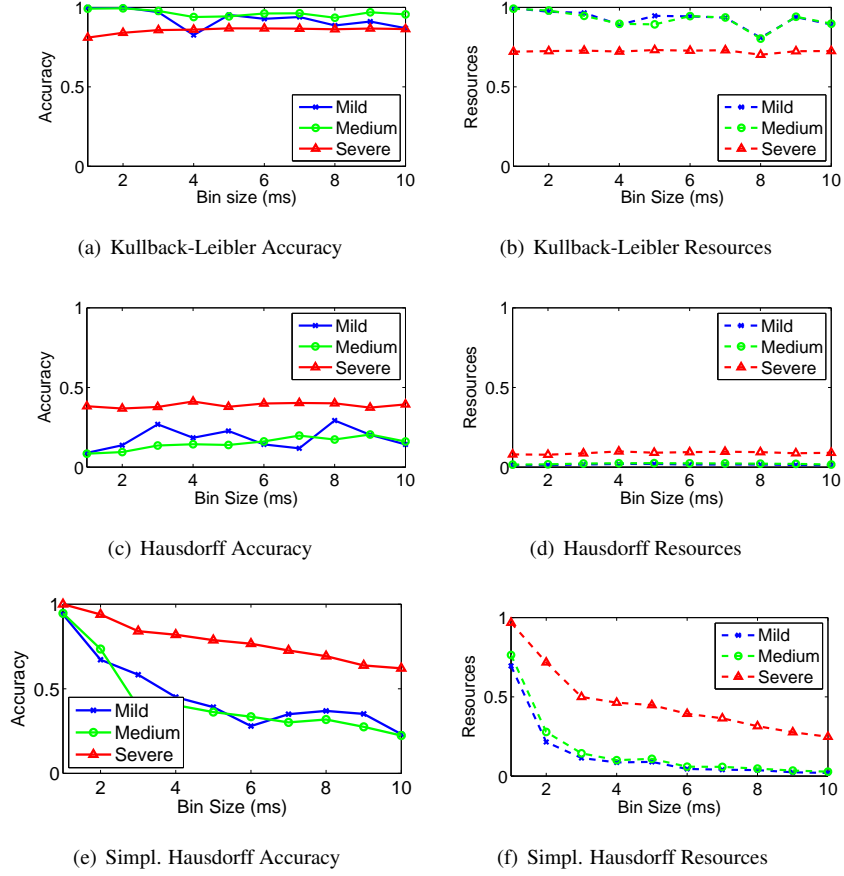 1
0.5
0
Accuracy
2 4 6 8 10
Bin size (ms)
Mild
Medium
Severe
(a) Kullback-Leibler Accuracy
1
0.5
0
Resources
2 4 6 8 10
Bin Size (ms)
Mild
Medium
Severe
(b) Kullback-Leibler Resources
1
0.5
0
Accuracy
2 4 6 8 10
Bin Size (ms)
Mild
Medium
Severe
(c) Hausdorff Accuracy
1
0.5
0
Resources
2 4 6 8 10
Bin Size (ms)
Mild
Medium
Severe
(d) Hausdorff Resources
1
0.5
0
Accuracy
2 4 6 8 10
Bin Size (ms)
Mild
Medium
Severe
(e) Simpl. Hausdorff Accuracy
1
0.5
0
Resources
2 4 6 8 10
Bin Size (ms)
Mild
Medium
Severe
(f) Simpl. Hausdorff Resources